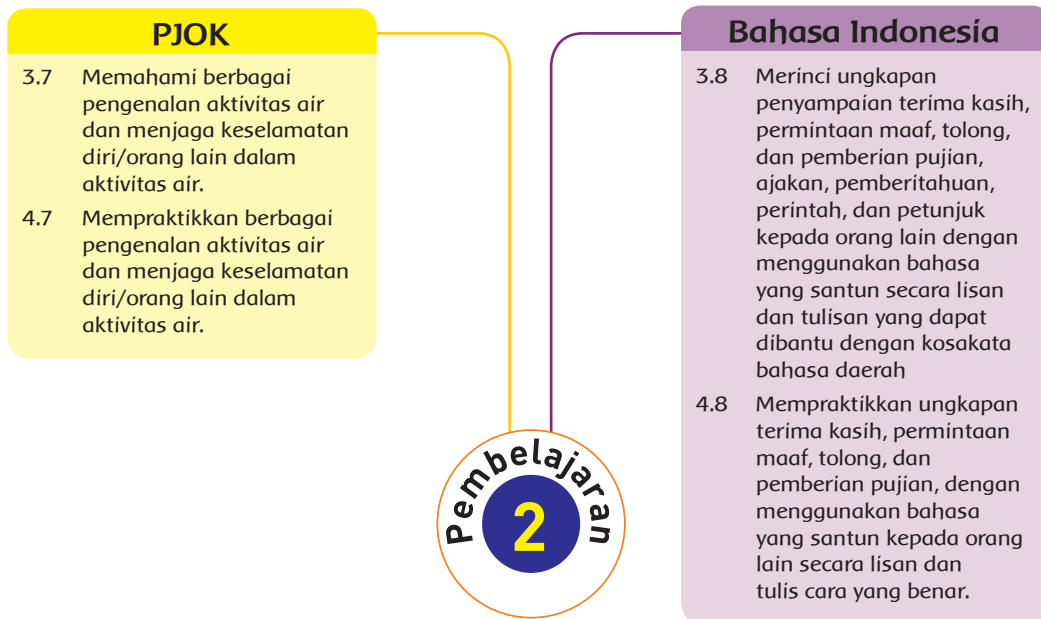 PJOK
3.7 Memahami berbagai
pengenalan aktivitas air
dan menjaga keselamatan
diri/orang lain dalam
aktivitas air.
4.7 Mempraktikkan berbagai
pengenalan aktivitas air
dan menjaga keselamatan
diri/orang lain dalam
aktivitas air.
Bahasa Indonesia
3.8 Merinci ungkapan
penyampaian terima kasih,
permintaan maaf, tolong,
dan pemberian pujian,
ajakan, pemberitahuan,
perintah, dan petunjuk
kepada orang lain dengan
menggunakan bahasa
yang santun secara lisan
dan tulisan yang dapat
dibantu dengan kosakata
bahasa daerah
4.8 Mempraktikkan ungkapan
terima kasih, permintaan
maaf, tolong, dan
pemberian pujian, dengan
menggunakan bahasa
yang santun kepada orang
lain secara lisan dan
tulis cara yang benar.
Pembelajaran
2